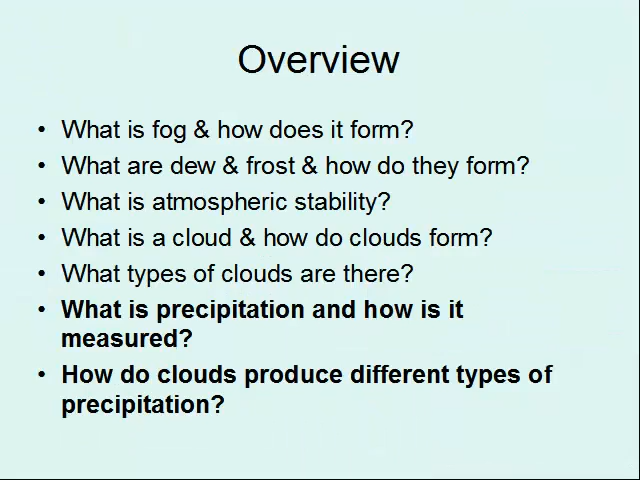 Overview
• What is fog & how does it form?
• What are dew & frost & how do they form?
• What is atmospheric stability?
• What is a cloud & how do clouds form?
• What types of clouds are there?
• What is precipitation and how is it
measured?
• How do clouds produce different types of
precipitation?